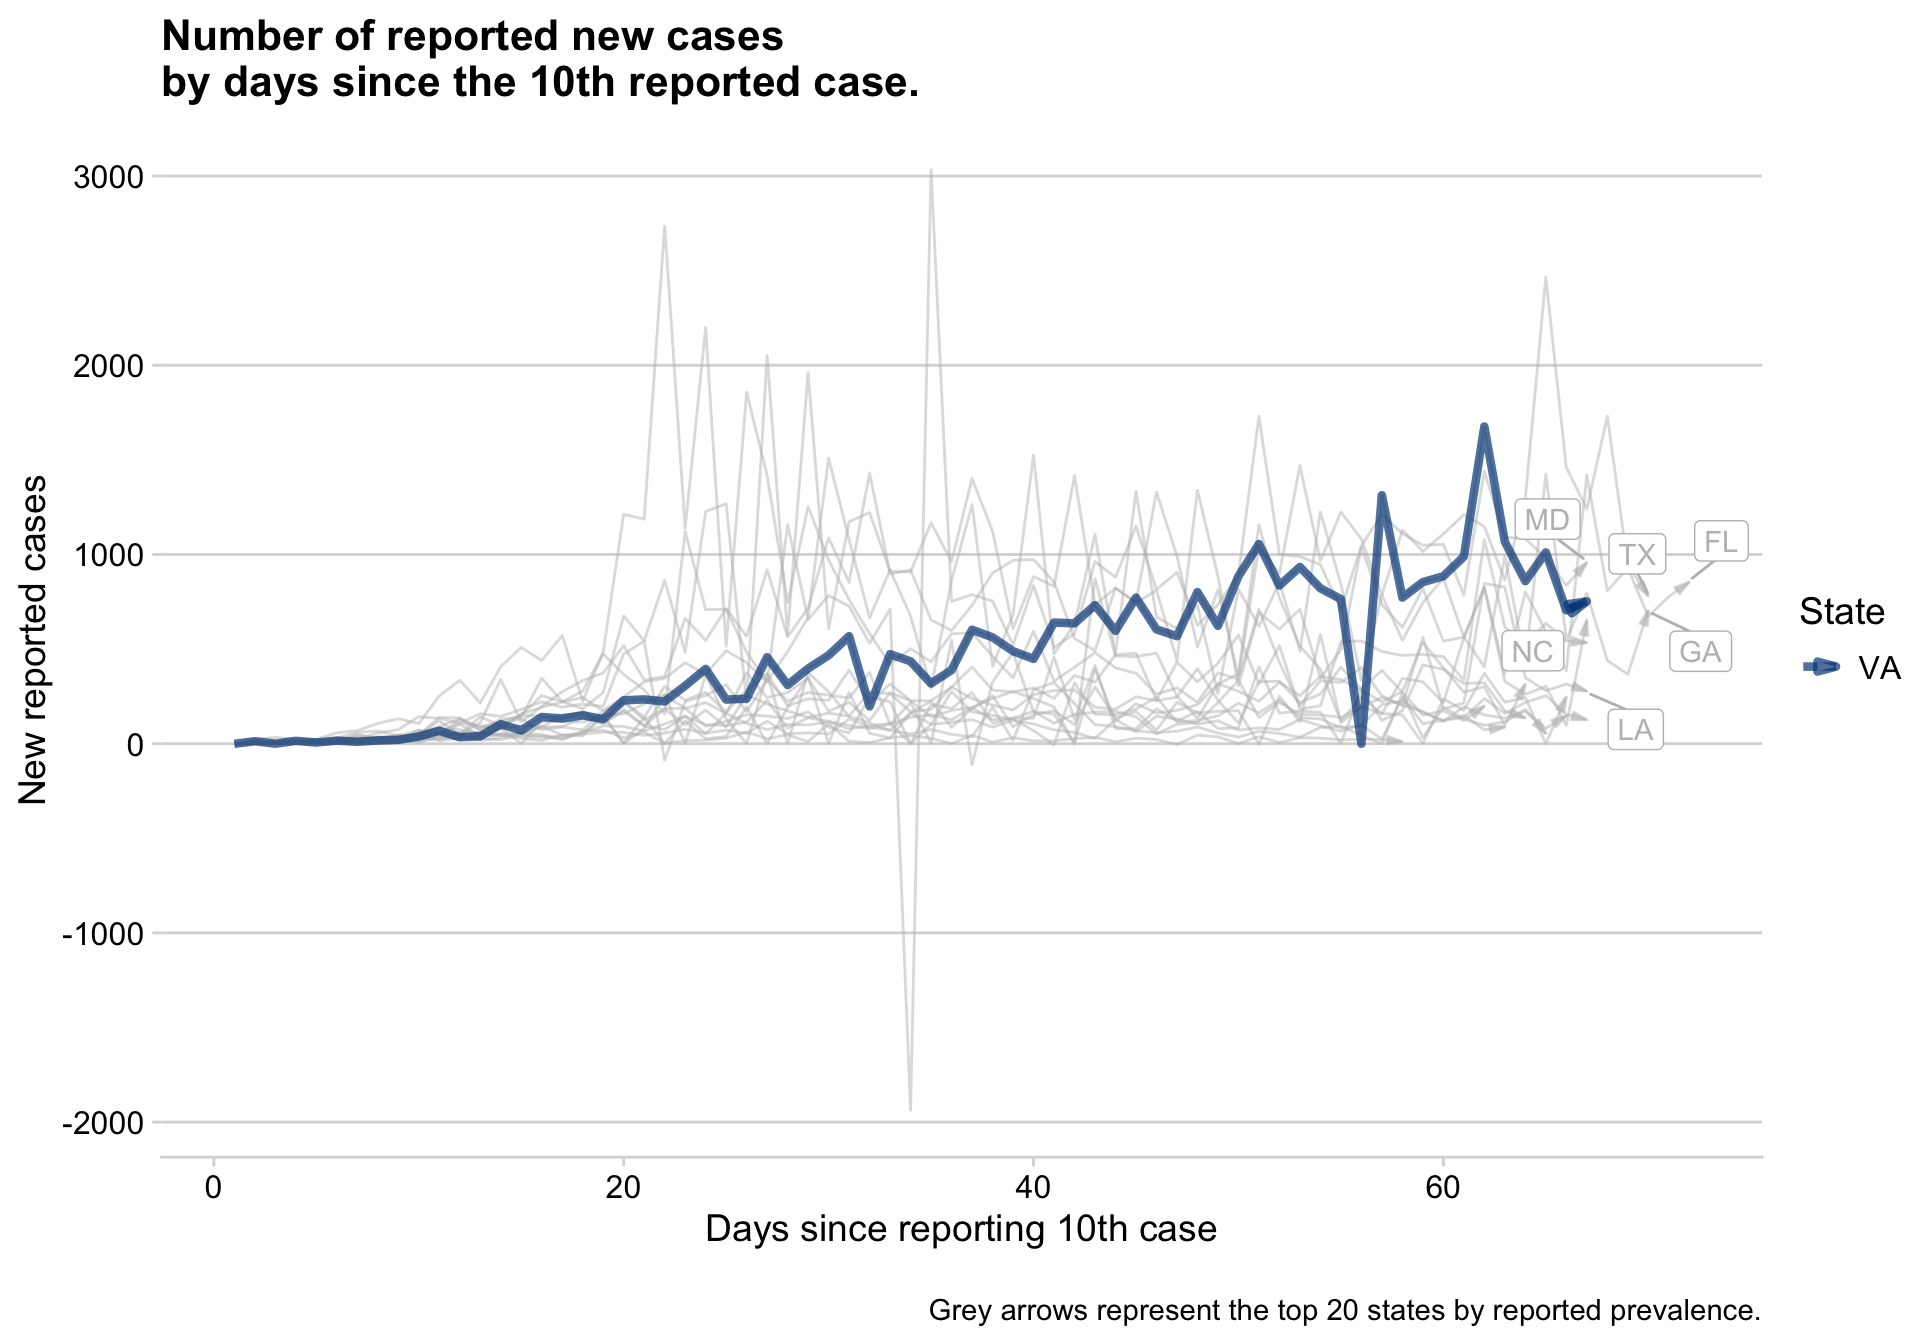 Number of reported new cases
by days since the 10th reported case.
New reported cases
3000
2000
1000
0
-1000
-2000
MD
TX
FL
NC
GA
LA
State
VA
0
20
40
60
Days since reporting 10th case
Grey arrows represent the top 20 states by reported prevalence.